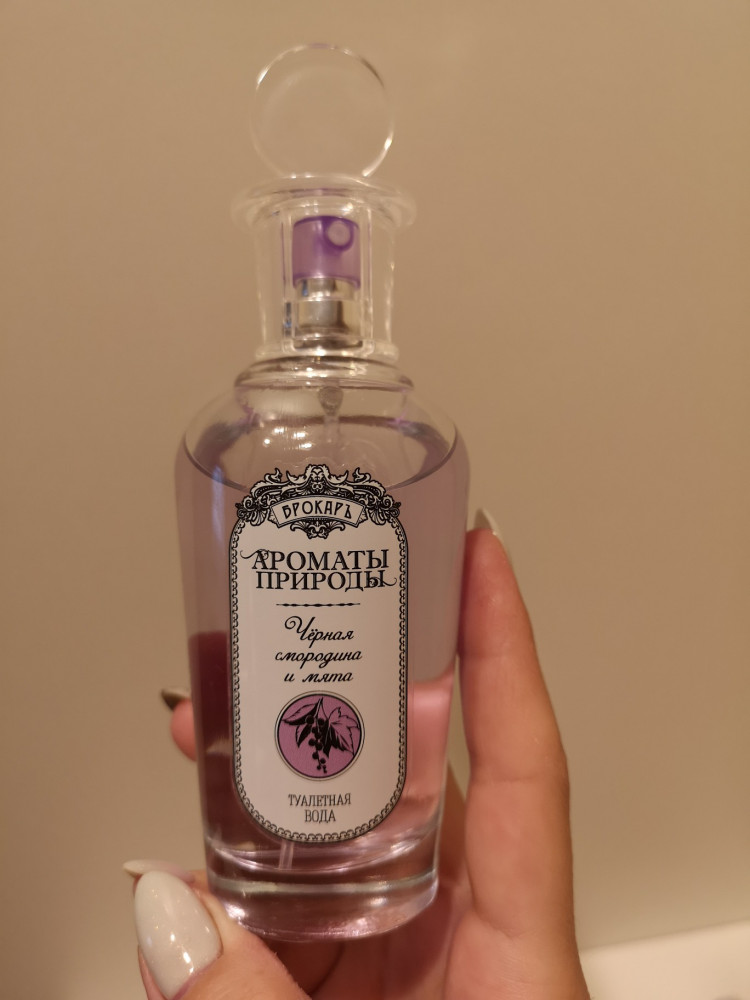 БРОКАРЪ
АРОМАТЫ
ПРИРОДЫ
Чёрная
смородина
и мята
ТУАЛЕТНАЯ
ВОДА